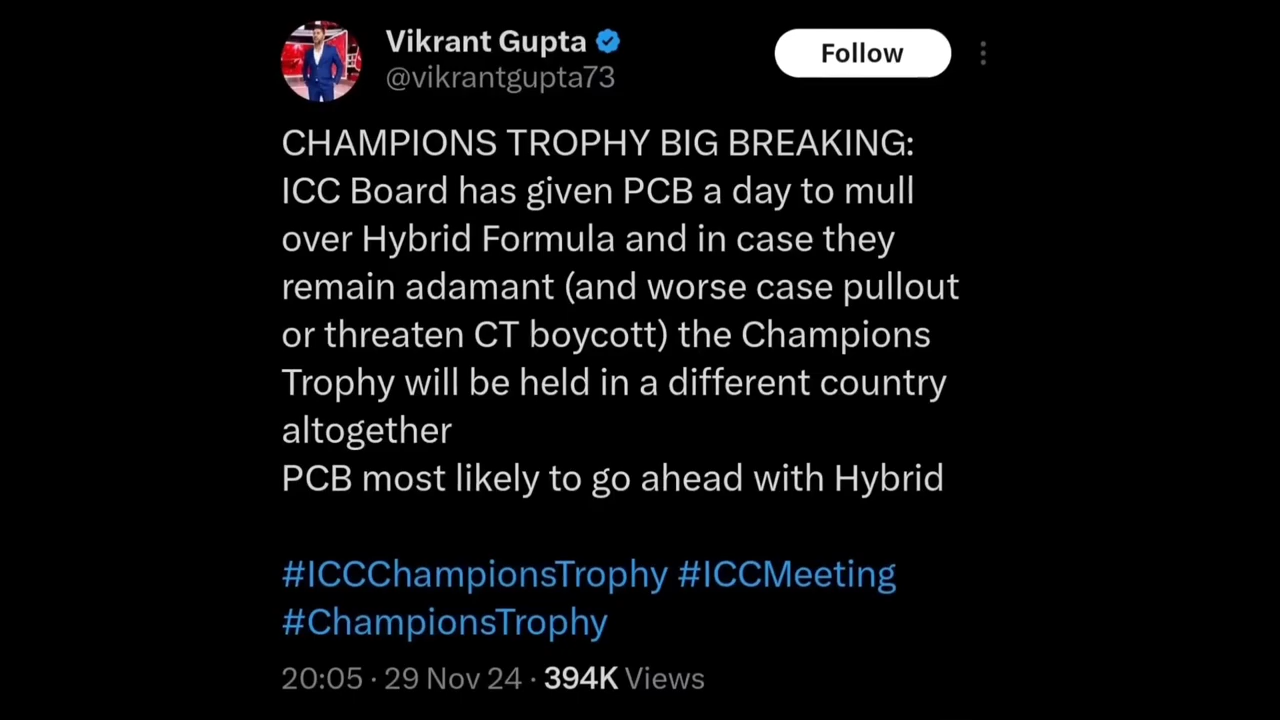 Vikrant Gupta
@vikrantgupta73
Follow
CHAMPIONS TROPHY BIG BREAKING:
ICC Board has given PCB a day to mull
over Hybrid Formula and in case they
remain adamant (and worse case pullout
or threaten CT boycott) the Champions
Trophy will be held in a different country
altogether
PCB most likely to go ahead with Hybrid
#ICCChampionsTrophy #ICCMeeting
#ChampionsTrophy
20:05 · 29 Nov 24 · 394K Views